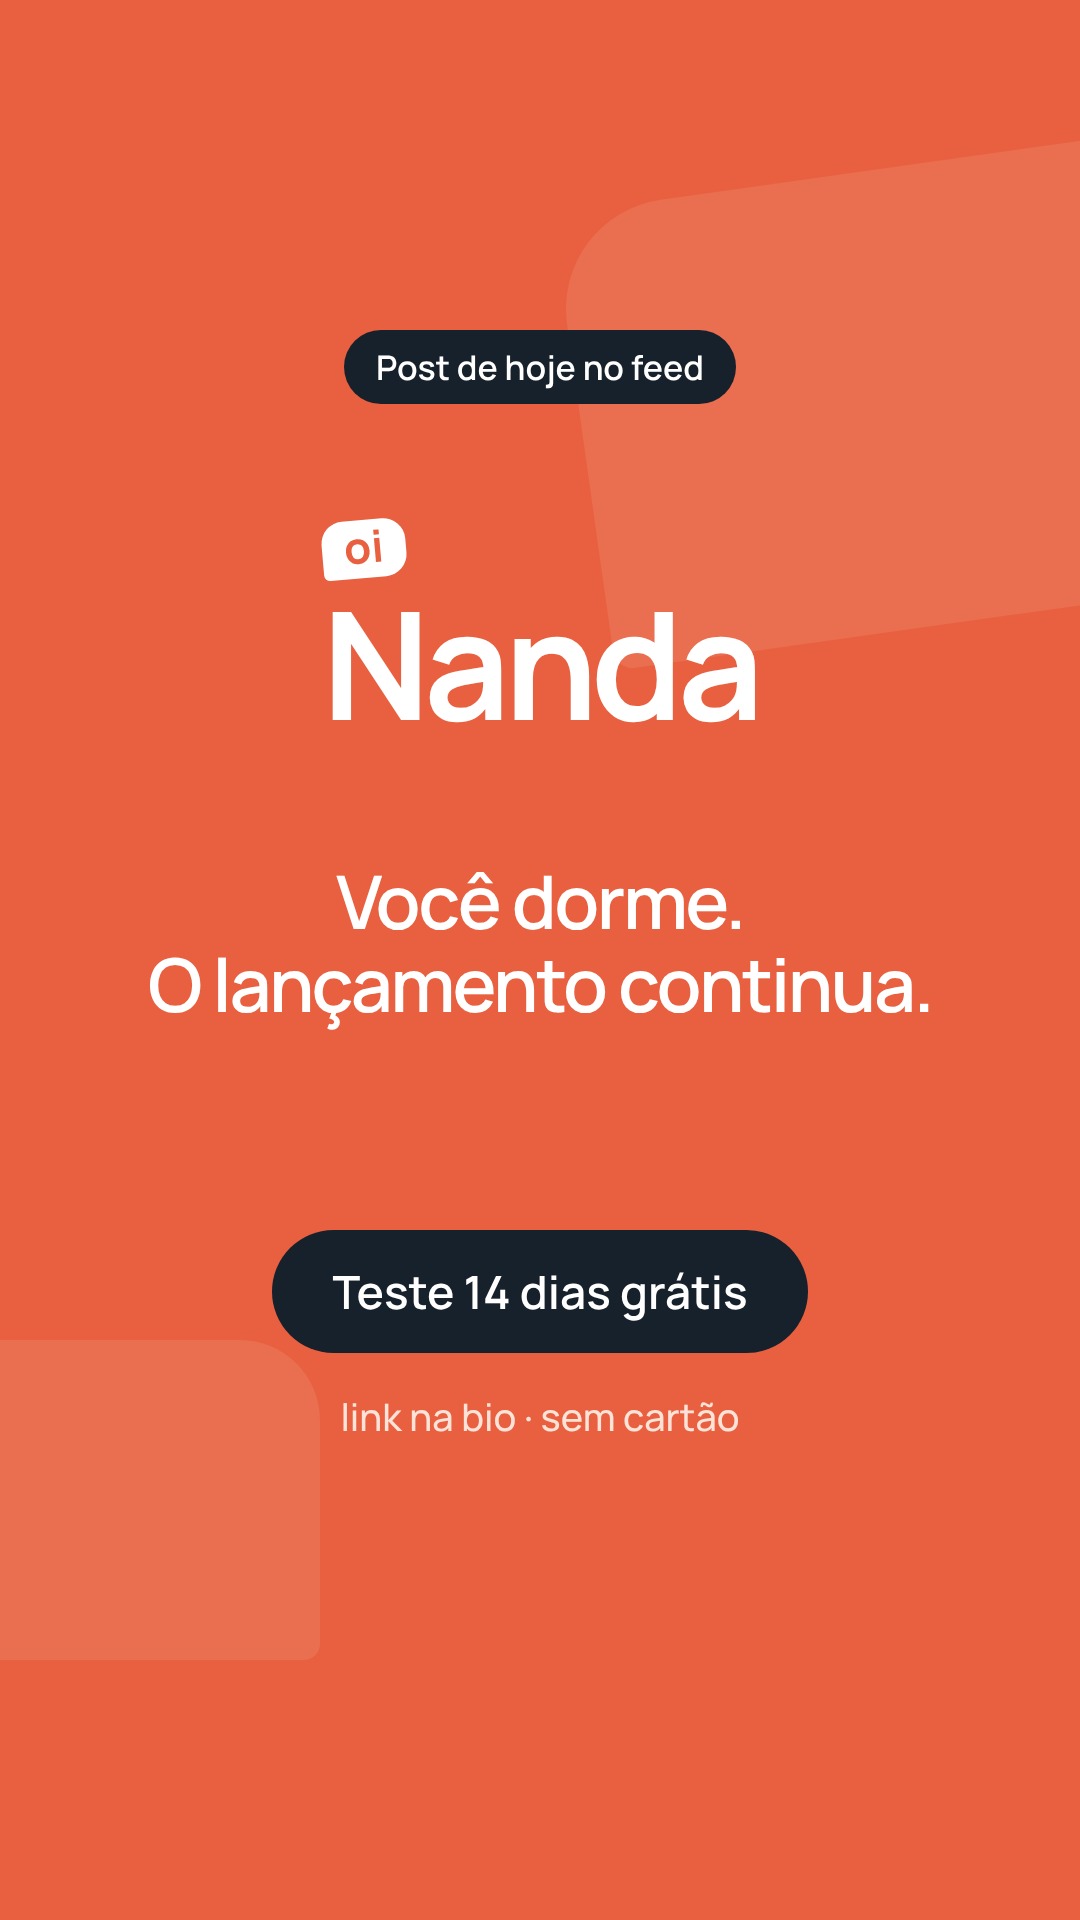 Post de hoje no feed
oi
Nanda
Você dorme.
O lançamento continua.
Teste 14 dias grátis
link na bio · sem cartão